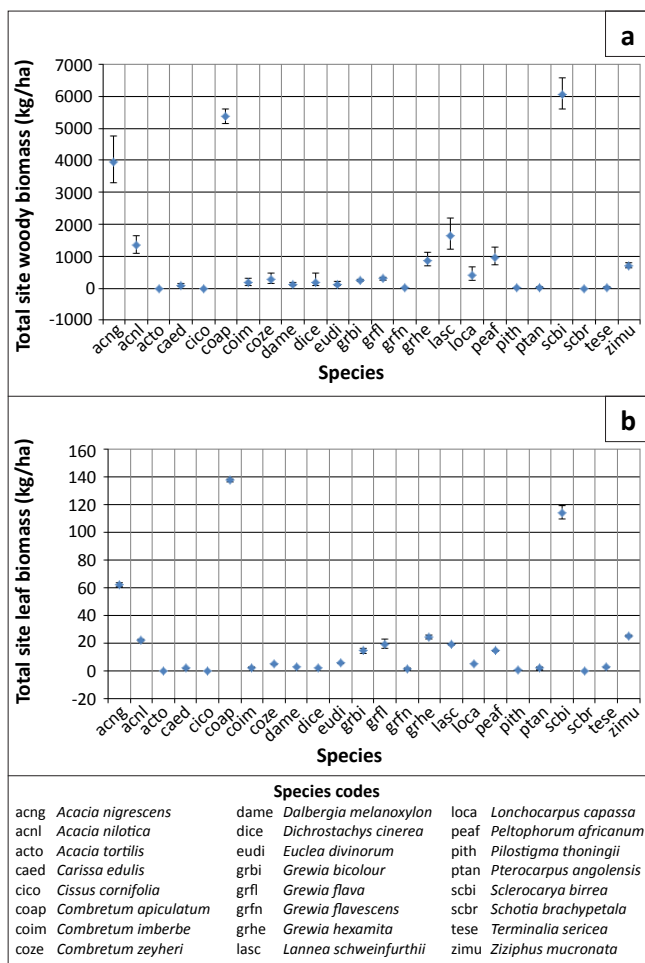 a
Total site woody biomass (kg/ha)
7000
6000
5000
4000
3000
2000
1000
0
-1000
acng
acnl
acto
caed
cico
coap
coim
coze
dame
dice
eudi
grbi
grfl
grfn
grhe
lasc
loca
peaf
pith
ptan
scbi
scbr
tese
zimu
Species
b
Total site leaf biomass (kg/ha)
160
140
120
100
80
60
40
20
0
-20
acng
acnl
acto
caed
cico
coap
coim
coze
dame
dice
eudi
grbi
grfl
grfn
grhe
lasc
loca
peaf
pith
ptan
scbi
scbr
tese
zimu
Species
Species codes
acng Acacia nigrescens dame Dalbergia melanoxylon loca Lonchocarpus capassa
acnl Acacia nilotica dice Dichrostachys cinerea peaf Peltophorum africanum
acto Acacia tortilis eudi Euclea divinorum pith Pilostigma thoningii
caed Carissa edulis grbi Grewia bicolour ptan Pterocarpus angolensis
cico Cissus cornifolia grfl Grewia flava scbi Sclerocarya birrea
coap Combretum apiculatum grfn Grewia flavescens scbr Schotia brachypetala
coim Combretum imberbe grhe Grewia hexamita tese Terminalia sericea
coze Combretum zeyheri lasc Lannea schweinfurthii zimu Ziziphus mucronata